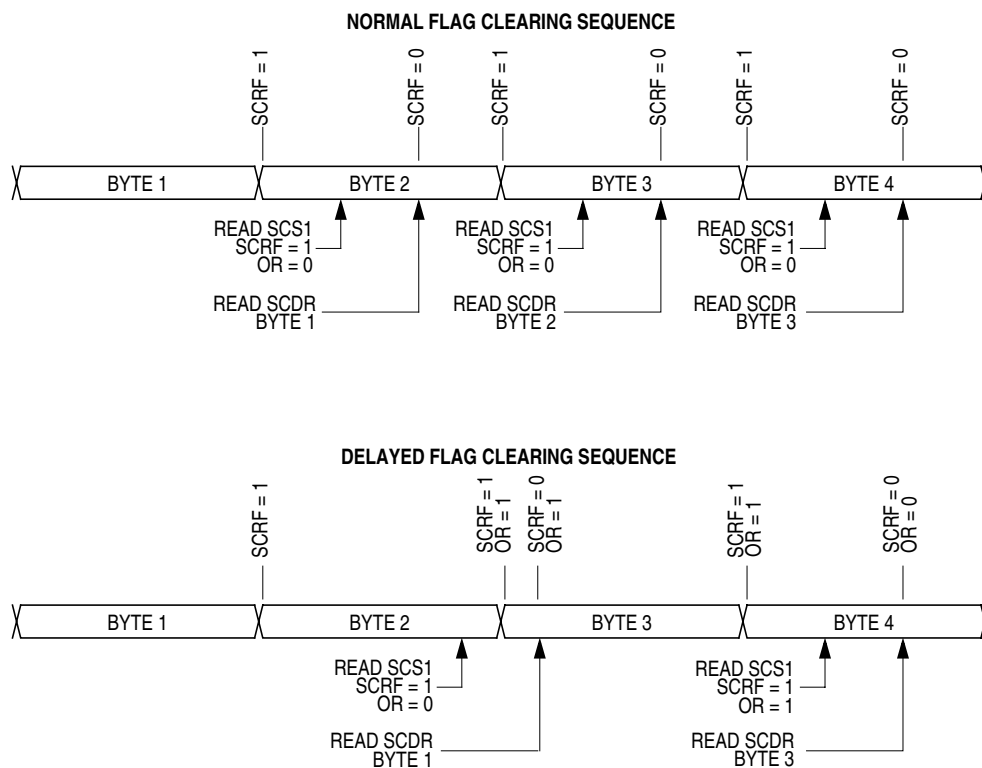 NORMAL FLAG CLEARING SEQUENCE
SCRF = 1
SCRF = 0
SCRF = 1
SCRF = 0
SCRF = 1
SCRF = 0
BYTE 1
BYTE 2
BYTE 3
BYTE 4
READ SCS1
SCRF = 1
OR = 0
READ SCS1
SCRF = 1
OR = 0
READ SCS1
SCRF = 1
OR = 0
READ SCDR
BYTE 1
READ SCDR
BYTE 2
READ SCDR
BYTE 3
DELAYED FLAG CLEARING SEQUENCE
SCRF = 1
SCRF = 1
OR = 1
SCRF = 0
OR = 1
SCRF = 1
OR = 1
SCRF = 0
OR = 0
BYTE 1
BYTE 2
BYTE 3
BYTE 4
READ SCS1
SCRF = 1
OR = 0
READ SCS1
SCRF = 1
OR = 1
READ SCDR
BYTE 1
READ SCDR
BYTE 3